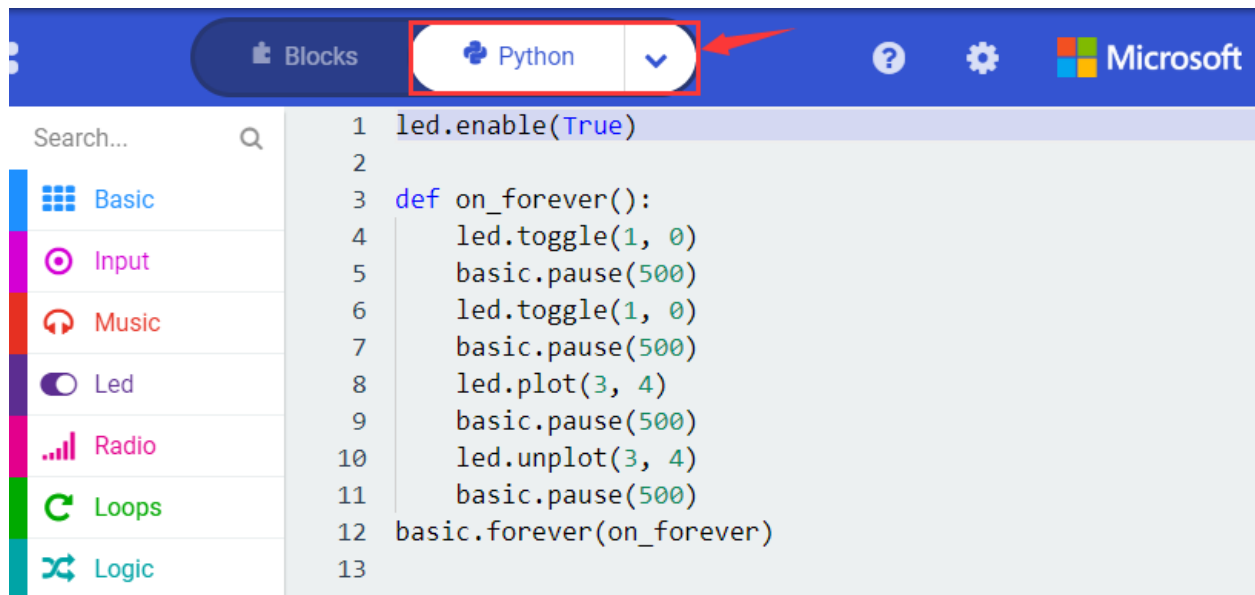 Blocks Python Microsoft
Search...
Basic
Input
Music
Led
Radio
Loops
Logic
1 led.enable(True)
2
3 def on_forever():
4     led.toggle(1, 0)
5     basic.pause(500)
6     led.toggle(1, 0)
7     basic.pause(500)
8     led.plot(3, 4)
9     basic.pause(500)
10     led.unplot(3, 4)
11     basic.pause(500)
12 basic.forever(on_forever)
13